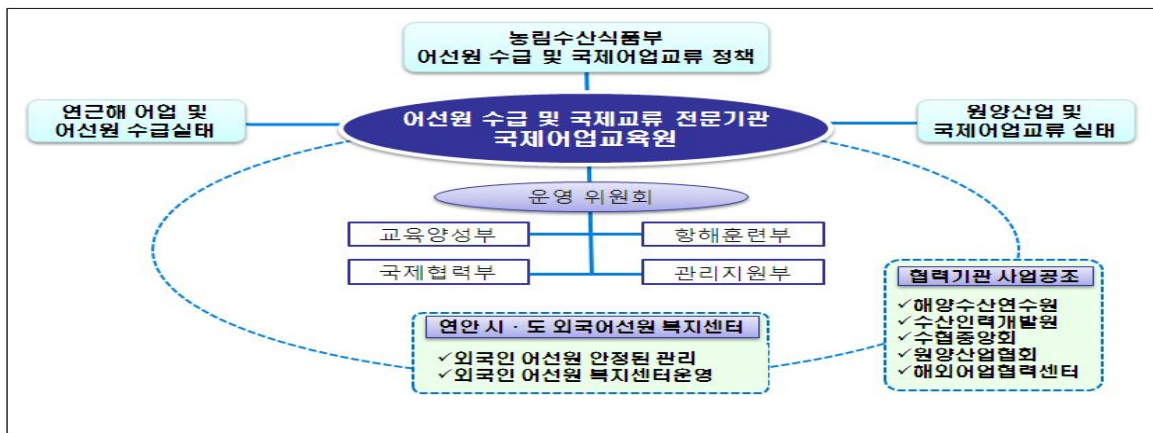 농림수산식품부
어선원 수급 및 국제어업교류 정책
연근해 어업 및
어선원 수급실태
어선원 수급 및 국제교류 전문기관
국제어업교육원
원양산업 및
국제어업교류 실태
운영 위원회
교육양성부
항해훈련부
국제협력부
관리지원부
협력기관 사업공조
✓해양수산연수원
✓수산인력개발원
✓수협중앙회
✓원양산업협회
✓해외어업협력센터
연안 시 · 도 외국어선원 복지센터
✓외국인 어선원 안정된 관리
✓외국인 어선원 복지센터운영